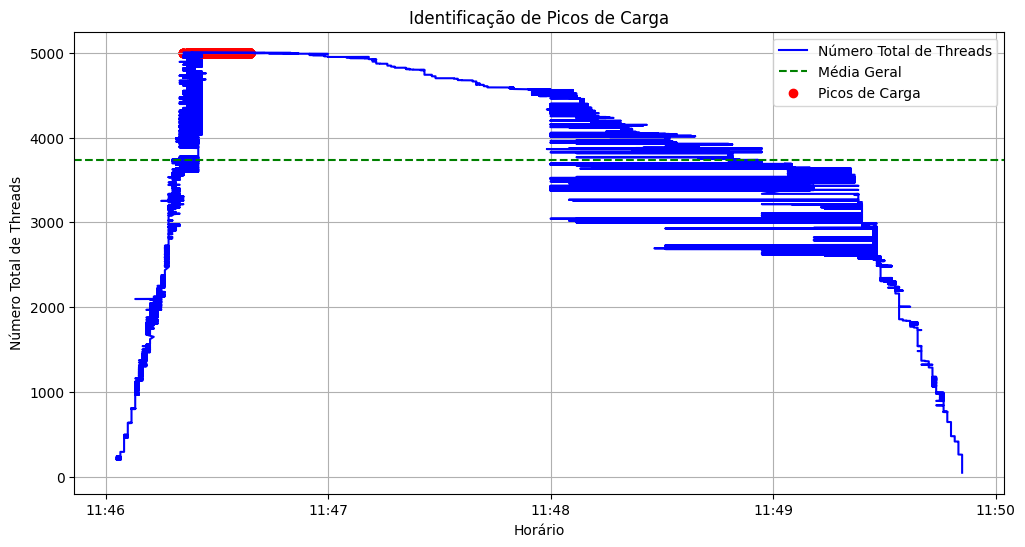 Identificação de Picos de Carga
Número Total de Threads
Média Geral
Picos de Carga
Número Total de Threads
5000
4000
3000
2000
1000
0
11:46
11:47
11:48
11:49
11:50
Horário